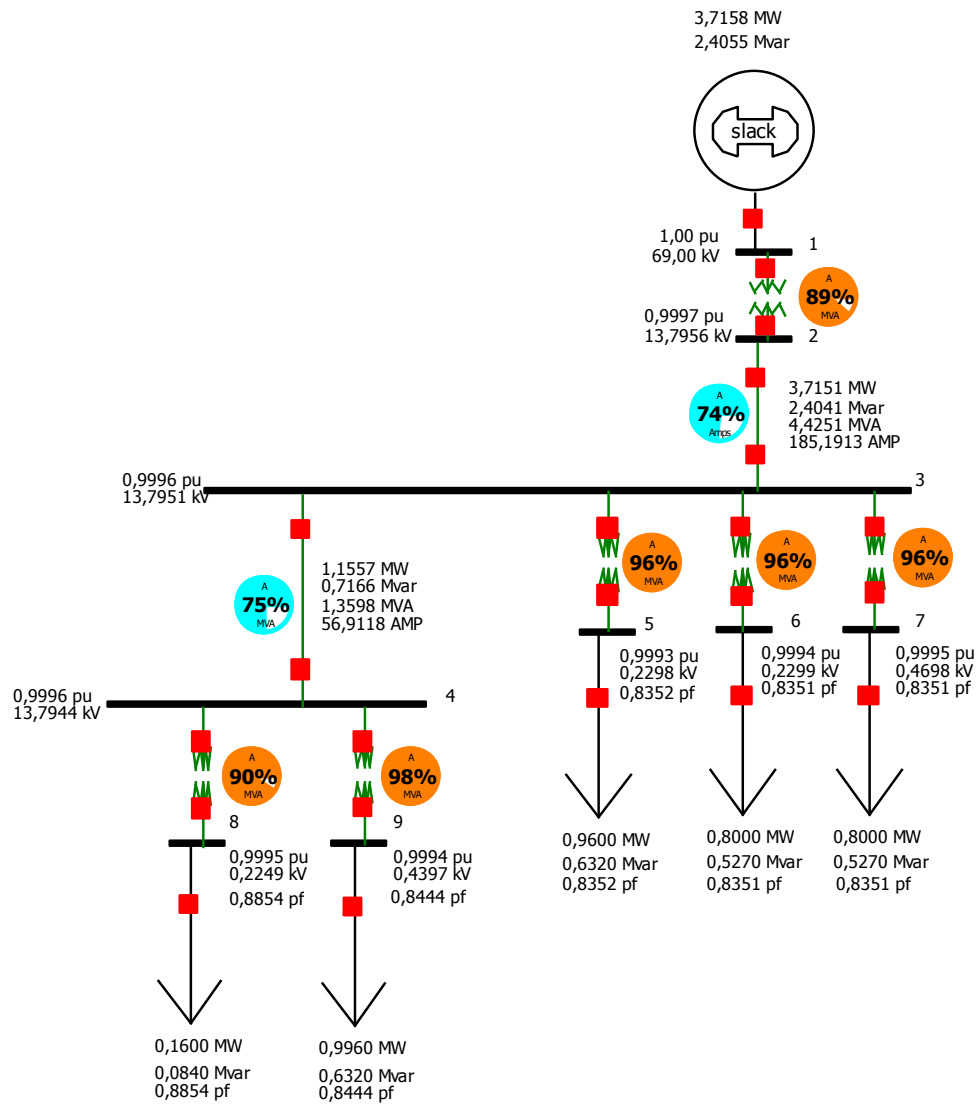 3,7158 MW
2,4055 Mvar
slack
1,00 pu
69,00 kV
1
A
89%
MVA
0,9997 pu
13,7956 kV
2
A
74%
Amps
3,7151 MW
2,4041 Mvar
4,4251 MVA
185,1913 AMP
0,9996 pu
13,7951 kV
3
A
75%
MVA
1,1557 MW
0,7166 Mvar
1,3598 MVA
56,9118 AMP
A
96%
MVA
A
96%
MVA
A
96%
MVA
5
0,9993 pu
0,2298 kV
0,8352 pf
6
0,9994 pu
0,2299 kV
0,8351 pf
7
0,9995 pu
0,4698 kV
0,8351 pf
0,9996 pu
13,7944 kV
4
A
90%
MVA
A
98%
MVA
8
0,9995 pu
0,2249 kV
0,8854 pf
9
0,9994 pu
0,4397 kV
0,8444 pf
0,9600 MW
0,6320 Mvar
0,8352 pf
0,8000 MW
0,5270 Mvar
0,8351 pf
0,8000 MW
0,5270 Mvar
0,8351 pf
0,1600 MW
0,0840 Mvar
0,8854 pf
0,9960 MW
0,6320 Mvar
0,8444 pf